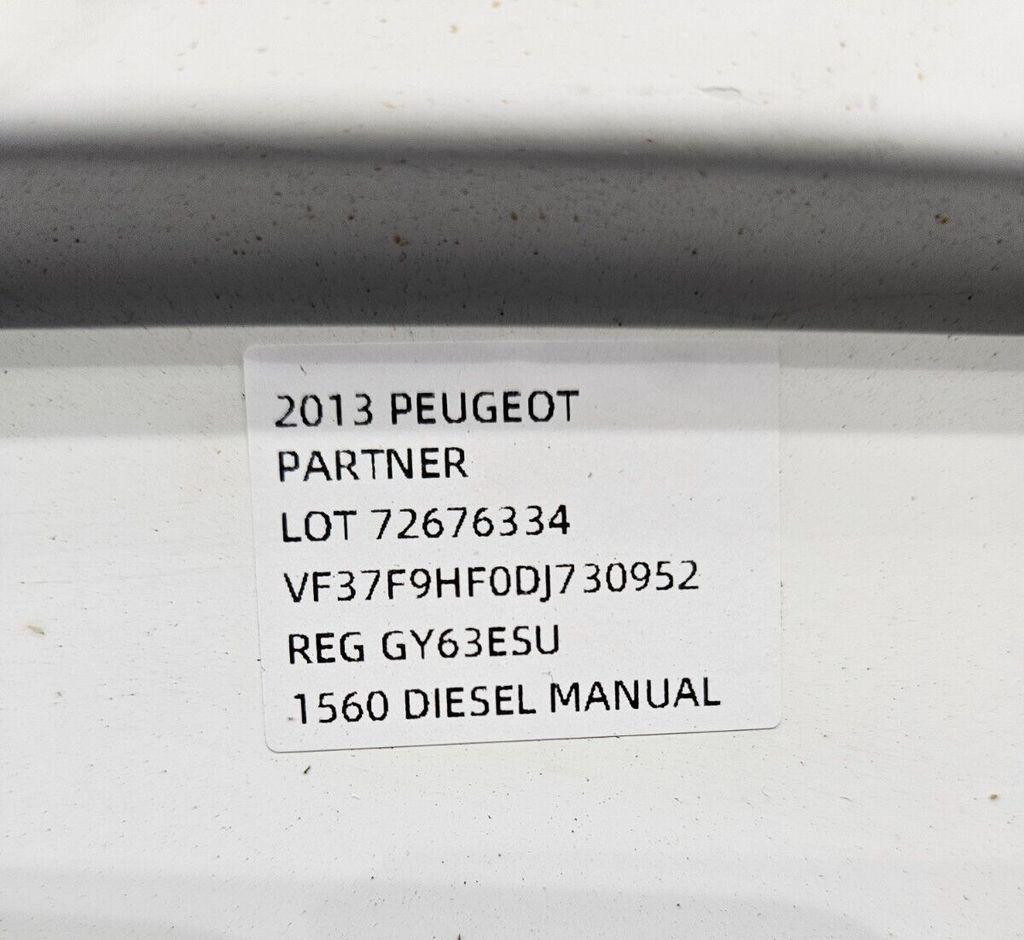 2013 PEUGEOT
PARTNER
LOT 72676334
VF37F9HF0DJ730952
REG GY63ESU
1560 DIESEL MANUAL